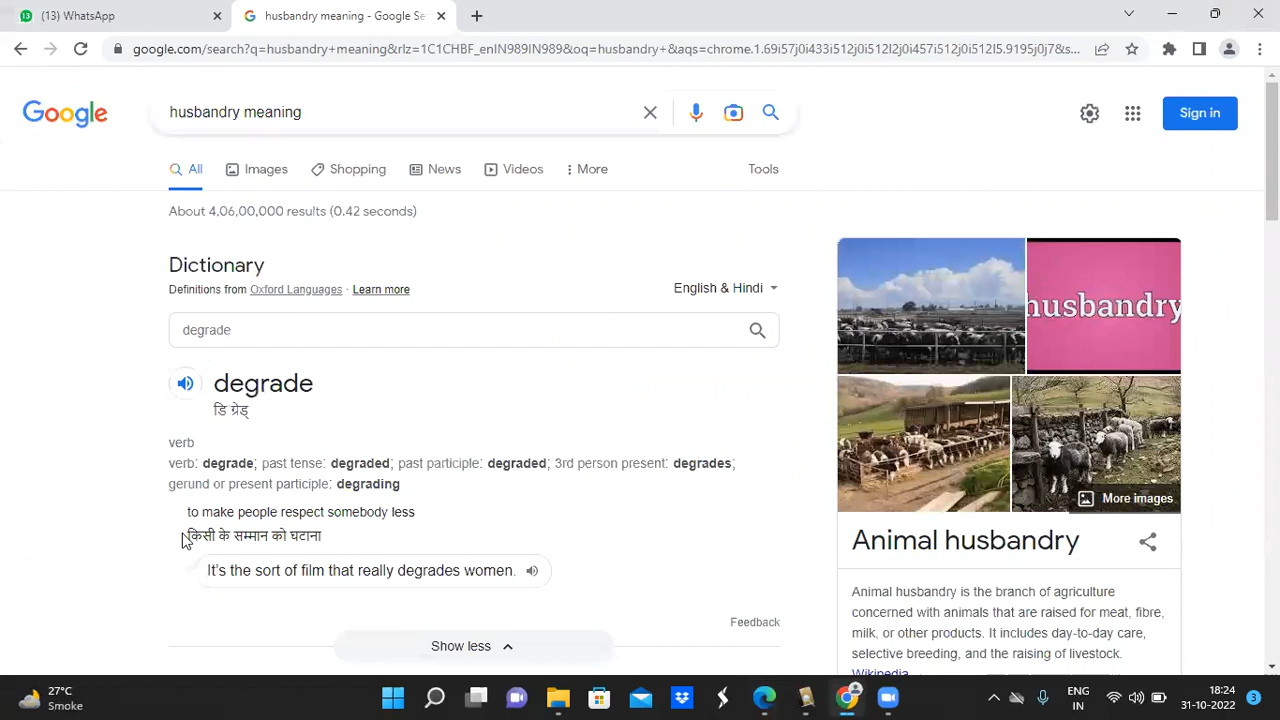 (13) WhatsApp
husbandry meaning - Google Se
google.com/search?q=husbandry+meaning&rlz=1C1CHBF_enIN989IN989&oq=husbandry+&aqs=chrome.1.69i57j0i433i512j0i512l2j0i457i512j0i512l5.9195j0j7&s...
Google
husbandry meaning
Sign in
All
Images
Shopping
News
Videos
More
Tools
About 4,06,00,000 results (0.42 seconds)
Dictionary
Definitions from Oxford Languages · Learn more
English & Hindi
degrade
degrade
डि ग्रेड्
verb
verb: degrade; past tense: degraded; past participle: degraded; 3rd person present: degrades;
gerund or present participle: degrading
to make people respect somebody less
किसी के सम्मान को घटाना
It's the sort of film that really degrades women.
Feedback
Show less
husbandry
More images
Animal husbandry
Animal husbandry is the branch of agriculture
concerned with animals that are raised for meat, fibre,
milk, or other products. It includes day-to-day care,
selective breeding, and the raising of livestock.
Wikipedia
27°C
Smoke
ENG
IN
18:24
31-10-2022
3